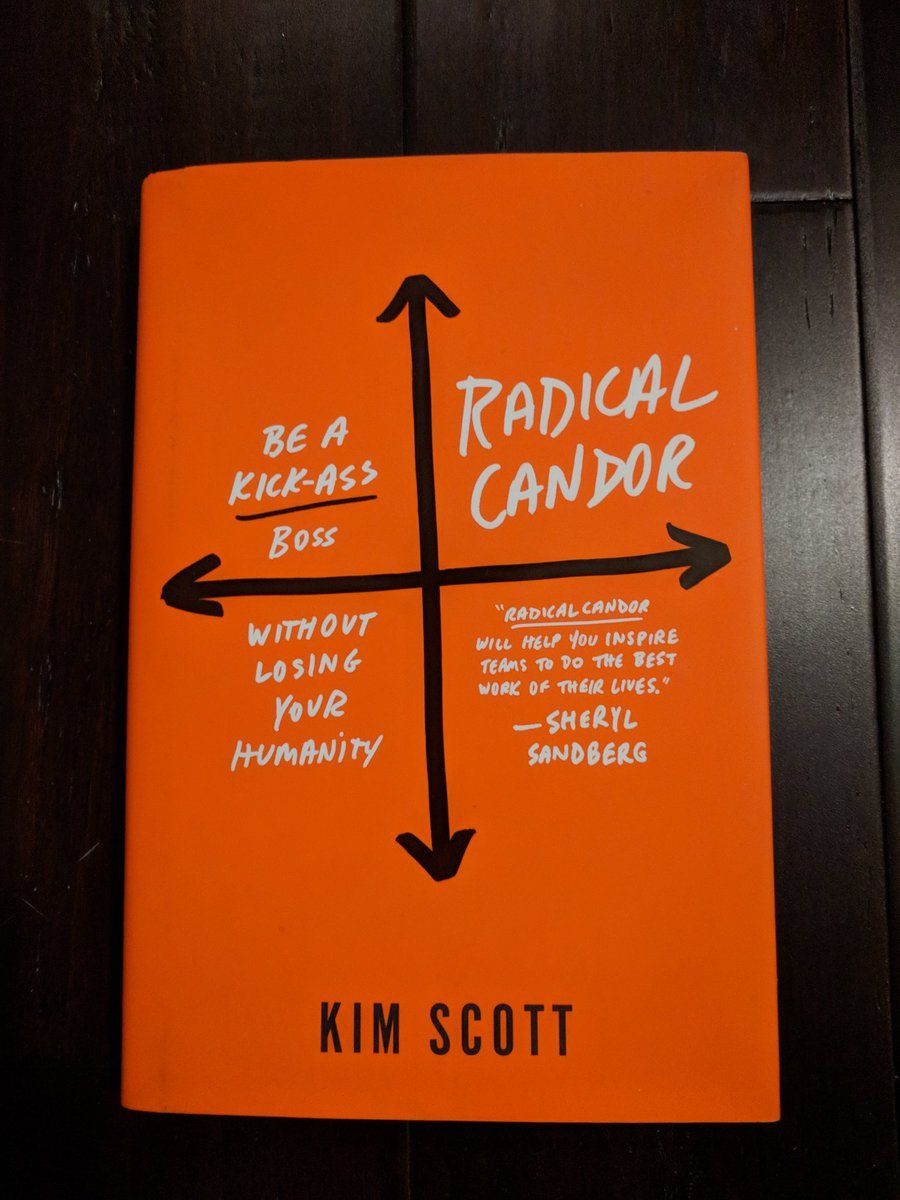 RADICAL
CANDOR
BE A
KICK-ASS
BOSS
WITHOUT
LOSING
YOUR
HUMANITY
"RADICAL CANDOR
WILL HELP YOU INSPIRE
TEAMS TO DO THE BEST
WORK OF THEIR LIVES."
—SHERYL
SANDBERG
KIM SCOTT